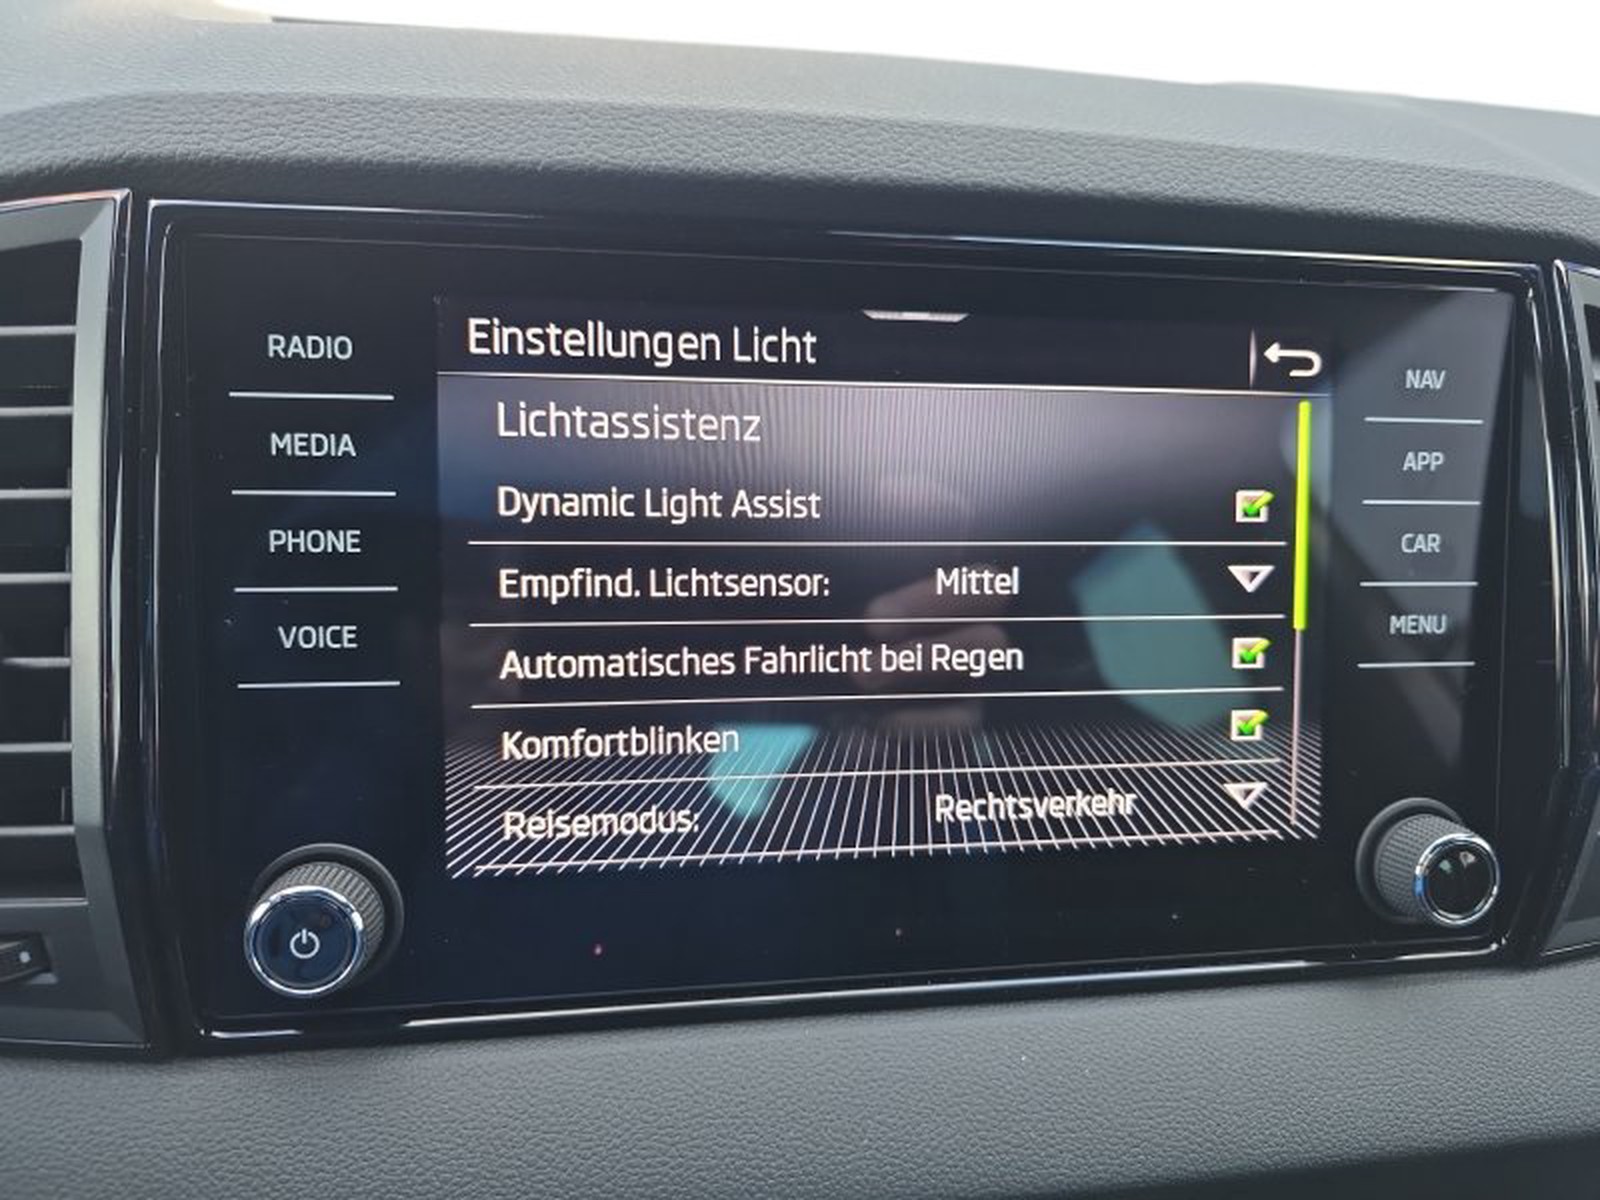 RADIO
MEDIA
PHONE
VOICE
Einstellungen Licht
Lichtassistenz
Dynamic Light Assist
Empfind. Lichtsensor: Mittel
Automatisches Fahrlicht bei Regen
Komfortblinken
Reisemodus: Rechtsverkehr
NAV
APP
CAR
MENU